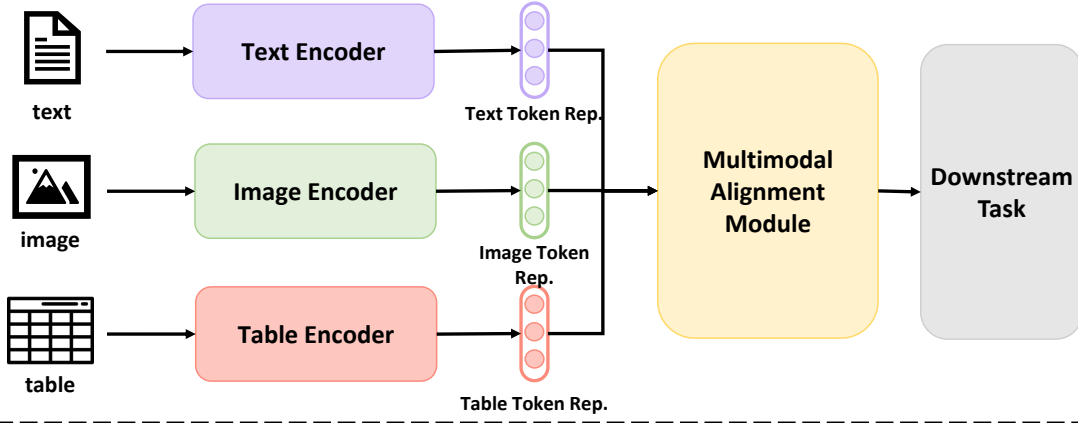 text
Text Encoder
Text Token Rep.
image
Image Encoder
Image Token
Rep.
table
Table Encoder
Table Token Rep.
Multimodal
Alignment
Module
Downstream
Task